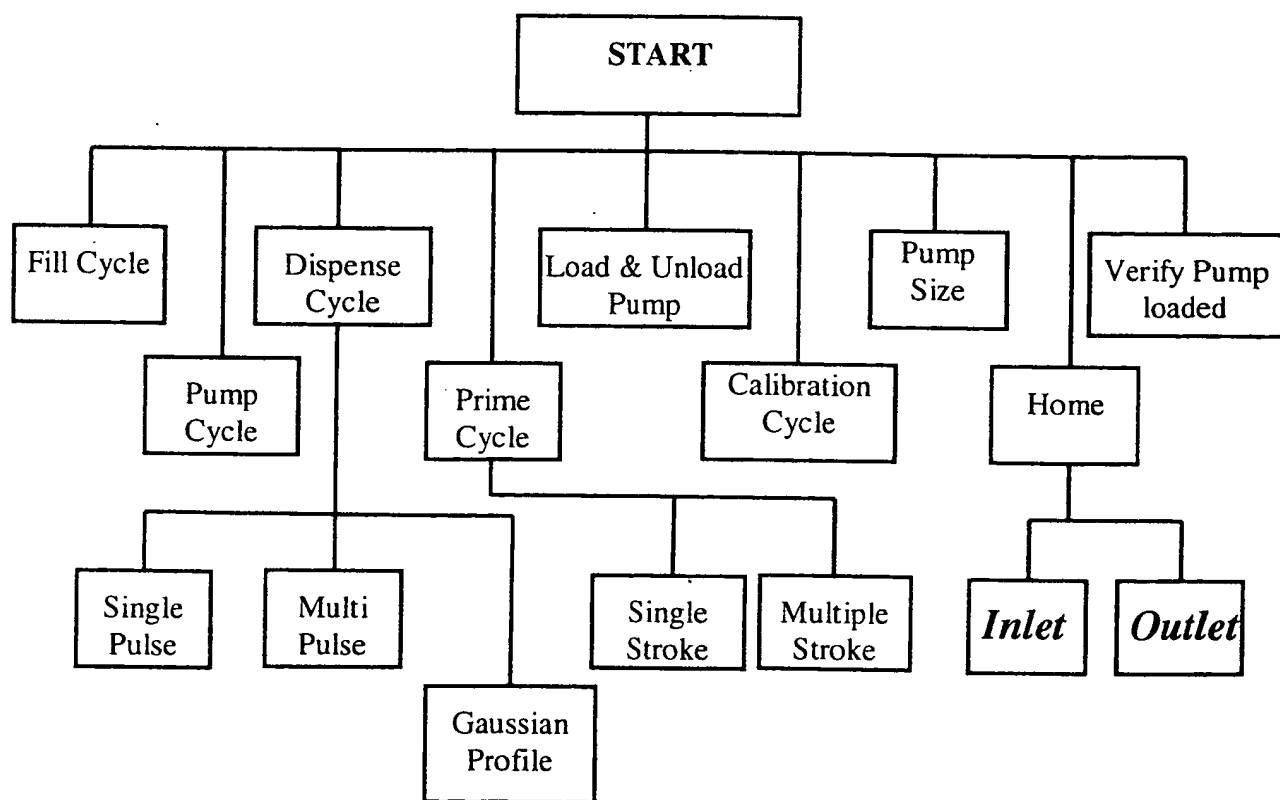 START
Fill Cycle
Dispense
Cycle
Load & Unload
Pump
Pump
Size
Verify Pump
loaded
Pump
Cycle
Prime
Cycle
Calibration
Cycle
Home
Single
Pulse
Multi
Pulse
Single
Stroke
Multiple
Stroke
Inlet
Outlet
Gaussian
Profile